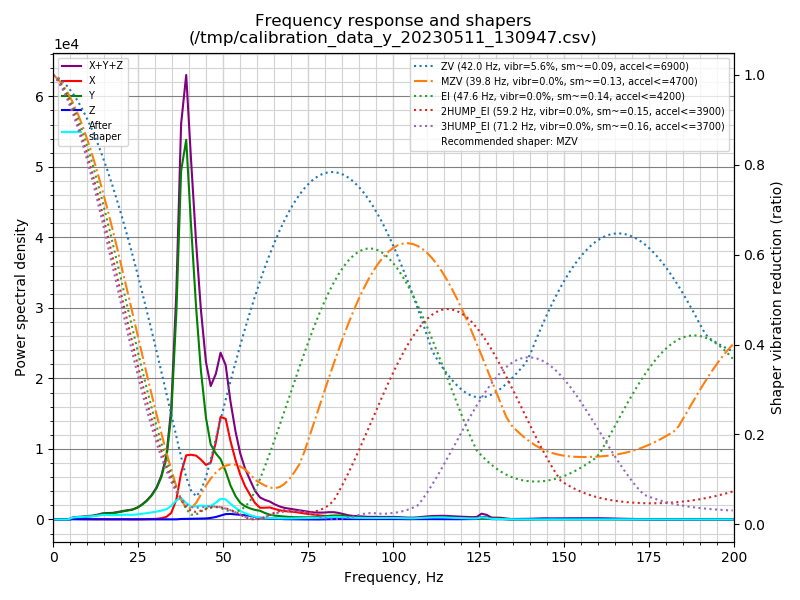 Frequency response and shapers
(/tmp/calibration_data_y_20230511_130947.csv)
1e4
X+Y+Z
X
Y
Z
After
shaper
ZV (42.0 Hz, vibr=5.6%, sm~=0.09, accel<=6900)
MZV (39.8 Hz, vibr=0.0%, sm~=0.13, accel<=4700)
EI (47.6 Hz, vibr=0.0%, sm~=0.14, accel<=4200)
2HUMP_EI (59.2 Hz, vibr=0.0%, sm~=0.15, accel<=3900)
3HUMP_EI (71.2 Hz, vibr=0.0%, sm~=0.16, accel<=3700)
Recommended shaper: MZV
Power spectral density
6
5
4
3
2
1
0
1.0
0.8
0.6
0.4
0.2
0.0
Shaper vibration reduction (ratio)
0 25 50 75 100 125 150 175 200
Frequency, Hz